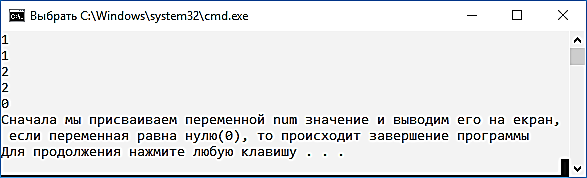 Выбрать C:\Windows\system32\cmd.exe
1
1
2
2
0
Сначала мы присваиваем переменной num значение и выводим его на екран,
если переменная равна нулю(0), то происходит завершение программы
Для продолжения нажмите любую клавишу . . .